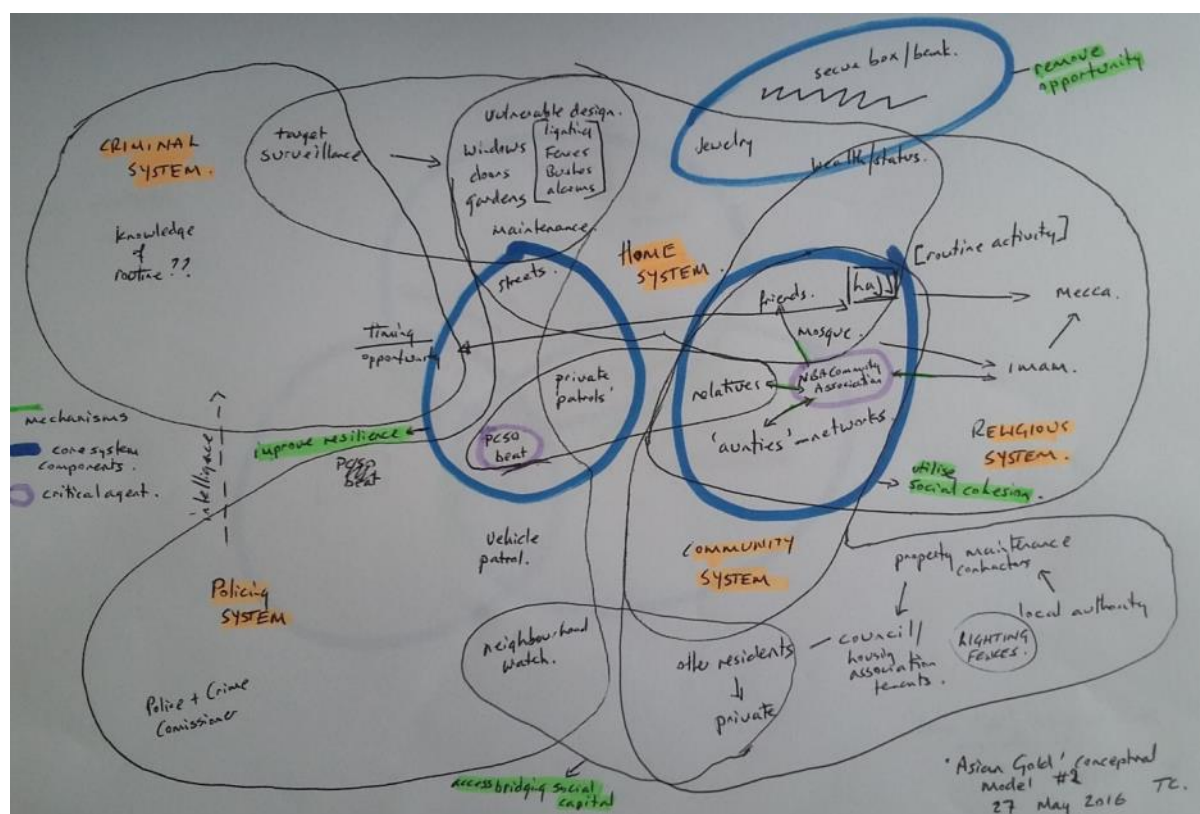 secure box/bank.
remove
opportunity
Jewelry
wealth/status.
CRIMINAL
SYSTEM.
target
surveillance
vulnerable design.
windows
doors
gardens
lighting
Fences
Bushes
alarms
maintenance
streets.
knowledge
of
routine??
HOME
SYSTEM.
[routine activity]
hajj
friends.
mecca.
mosque.
Timing
opportunity
private
patrols'
relatives
Community
Association
imam.
'aunties' networks
RELIGIOUS
SYSTEM.
mechanisms
core system
components.
critical agent.
improve resilience
PCSO
beat
PCSO
beat
intelligence
utilise
social cohesion.
vehicle
patrol.
COMMUNITY
SYSTEM
property maintenance
contractors
local authority
Policing
SYSTEM
neighbourhood
watch.
other residents
private
council/
housing
association
tenents.
RIGHTING
FENCES.
Police + Crime
Comissioner
access bridging social
capital
'Asian Gold' conceptual
model #2
27 May 2016 TC.